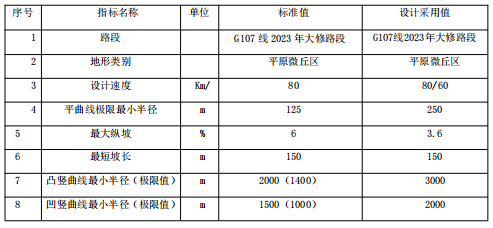 序号 指标名称 单位 标准值 设计采用值
1 路段 G107 线 2023 年大修路段 G107线2023年大修路段
2 地形类别 平原微丘区 平原微丘区
3 设计速度 Km/ 80 80/60
4 平曲线极限最小半径 m 125 250
5 最大纵坡 % 6 3.6
6 最短坡长 m 150 150
7 凸竖曲线最小半径（极限值） m 2000（1400） 3000
8 凹竖曲线最小半径（极限值） m 1500（1000） 2000